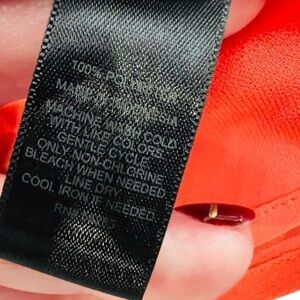 100% POLYESTER
MADE IN INDONESIA
MACHINE WASH COLD
WITH LIKE COLORS
GENTLE CYCLE
ONLY NON-CHLORINE
BLEACH WHEN NEEDED
LINE DRY
COOL IRON IF NEEDED